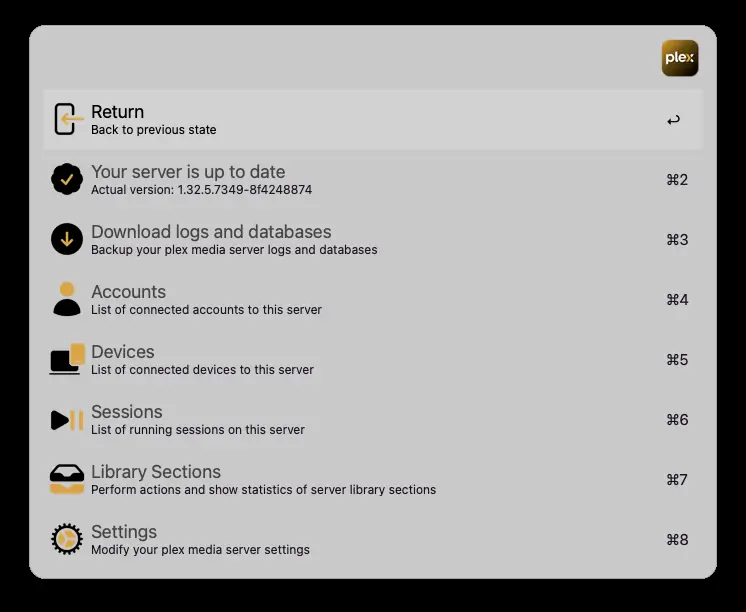 plex
Return
Back to previous state
↩
Your server is up to date
Actual version: 1.32.5.7349-8f4248874
⌘2
Download logs and databases
Backup your plex media server logs and databases
⌘3
Accounts
List of connected accounts to this server
⌘4
Devices
List of connected devices to this server
⌘5
Sessions
List of running sessions on this server
⌘6
Library Sections
Perform actions and show statistics of server library sections
⌘7
Settings
Modify your plex media server settings
⌘8